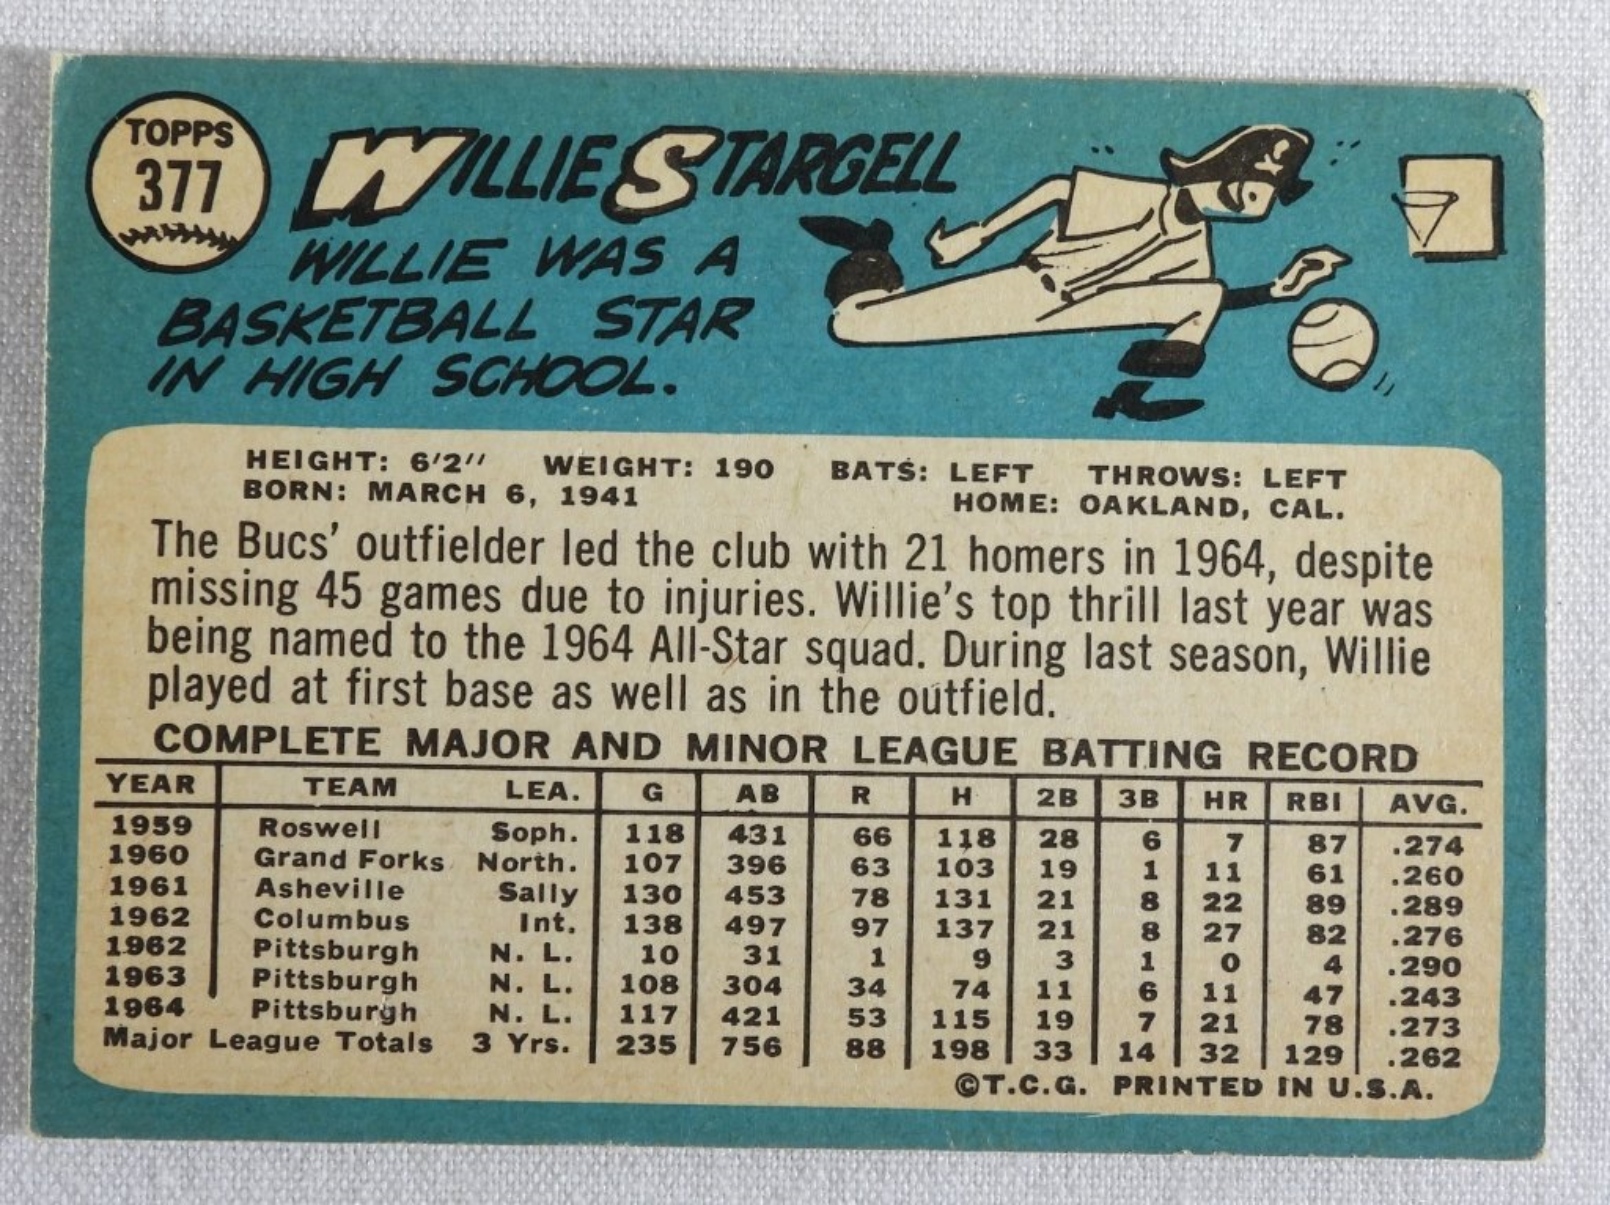 TOPPS
377
WILLIE STARGELL
WILLIE WAS A
BASKETBALL STAR
IN HIGH SCHOOL.
HEIGHT: 6'2" WEIGHT: 190 BATS: LEFT THROWS: LEFT
BORN: MARCH 6, 1941 HOME: OAKLAND, CAL.
The Bucs' outfielder led the club with 21 homers in 1964, despite
missing 45 games due to injuries. Willie's top thrill last year was
being named to the 1964 All-Star squad. During last season, Willie
played at first base as well as in the outfield.
COMPLETE MAJOR AND MINOR LEAGUE BATTING RECORD
YEAR TEAM LEA. G AB R H 2B 3B HR RBI AVG.
1959 Roswell Soph. 118 431 66 118 28 6 7 87 .274
1960 Grand Forks North. 107 396 63 103 19 1 11 61 .260
1961 Asheville Sally 130 453 78 131 21 8 22 89 .289
1962 Columbus Int. 138 497 97 137 21 8 27 82 .276
1962 Pittsburgh N. L. 10 31 1 9 3 1 0 4 .290
1963 Pittsburgh N. L. 108 304 34 74 11 6 11 47 .243
1964 Pittsburgh N. L. 117 421 53 115 19 7 21 78 .273
Major League Totals 3 Yrs. 235 756 88 198 33 14 32 129 .262
©T.C.G. PRINTED IN U.S.A.